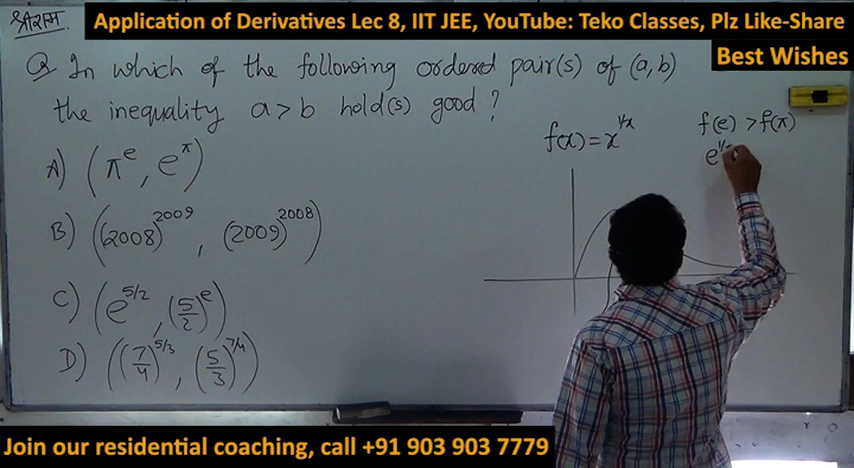 श्रीराम.
Application of Derivatives Lec 8, IIT JEE, YouTube: Teko Classes, Plz Like-Share
Best Wishes
Q In which of the following ordered pair(s) of (a, b)
the inequality a > b hold(s) good ?
A) (π^e, e^π)
B) ((2008)^2009, (2009)^2008)
C) (e^5/2, (5/2)^e)
D) ((7/4)^5/3, (5/3)^7/4)
f(x) = x^1/x
f(e) > f(π)
Join our residential coaching, call +91 903 903 7779